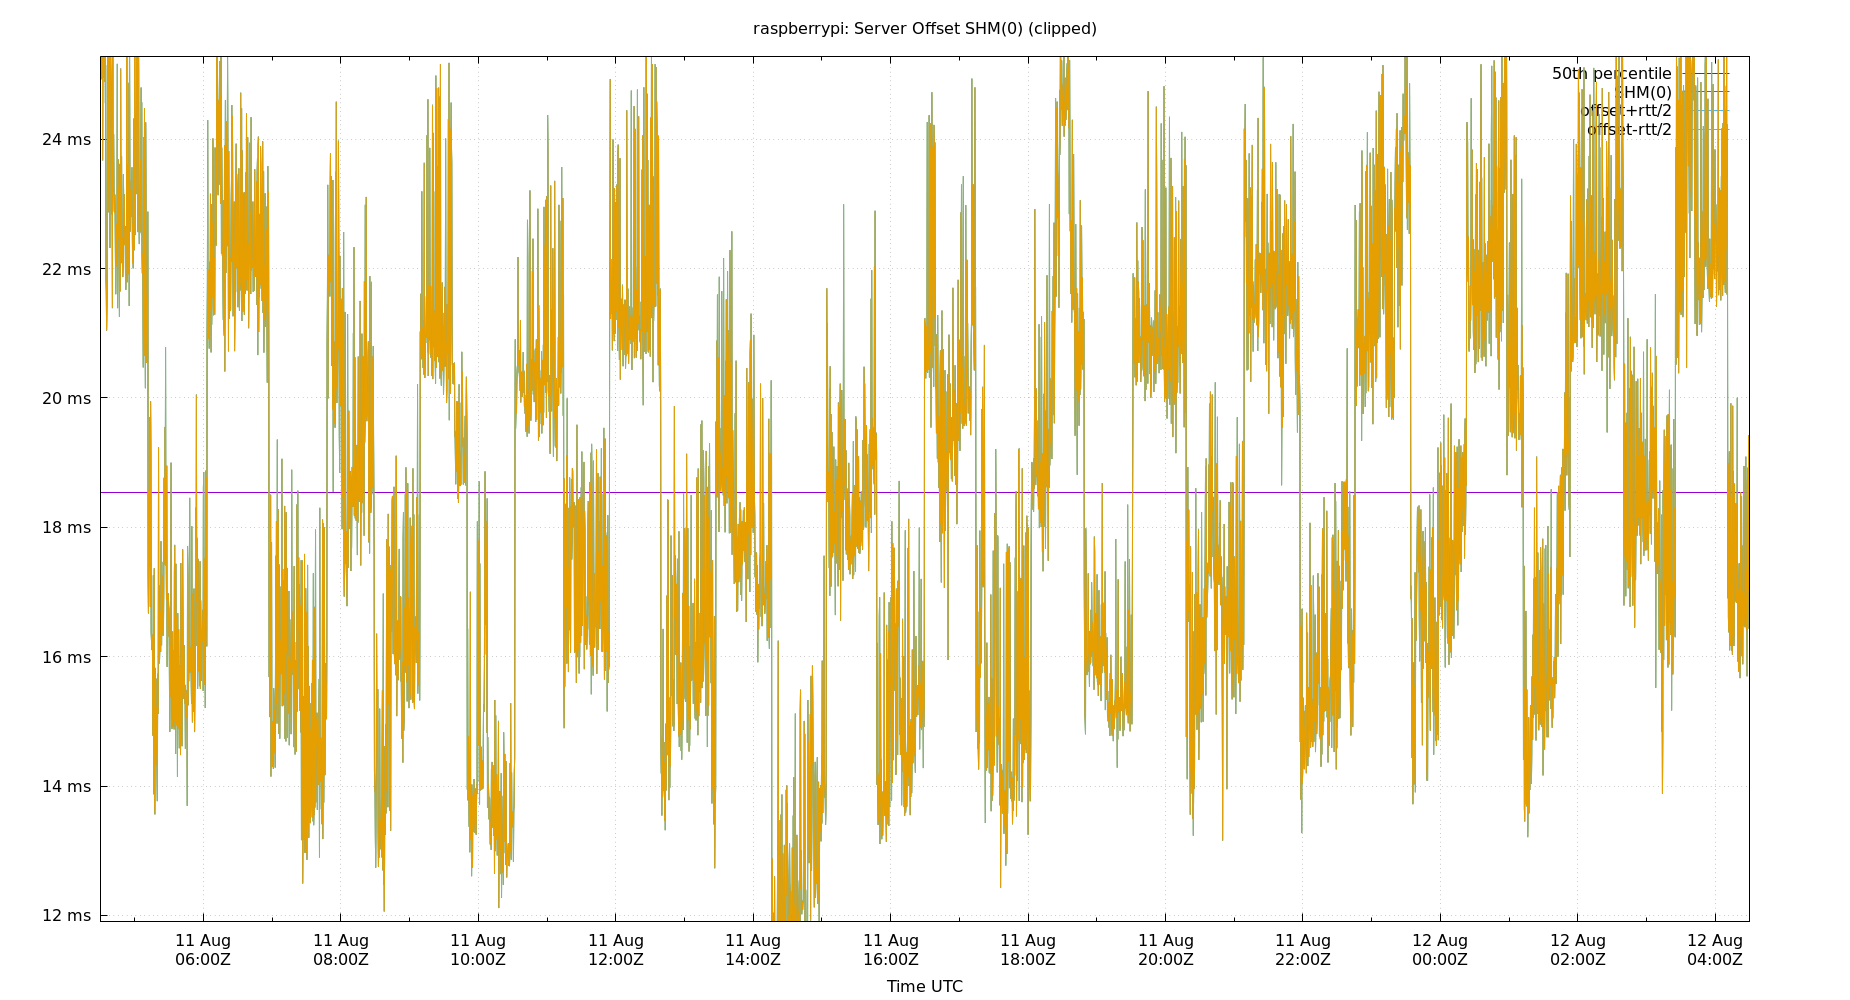 raspberrypi: Server Offset SHM(0) (clipped)
50th percentile
SHM(0)
offset+rtt/2
offset-rtt/2
24 ms
22 ms
20 ms
18 ms
16 ms
14 ms
12 ms
11 Aug 11 Aug 11 Aug 11 Aug 11 Aug 11 Aug 11 Aug 11 Aug 11 Aug 12 Aug 12 Aug 12 Aug
06:00Z 08:00Z 10:00Z 12:00Z 14:00Z 16:00Z 18:00Z 20:00Z 22:00Z 00:00Z 02:00Z 04:00Z
Time UTC